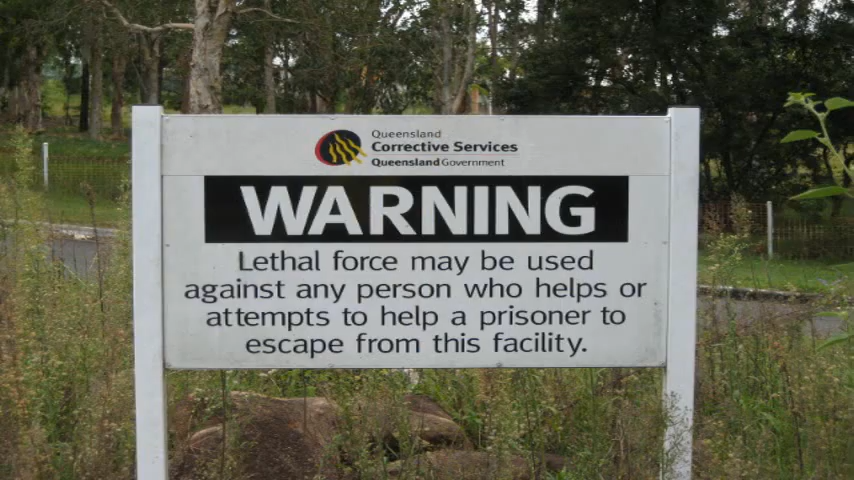 Queensland
Corrective Services
Queensland Government
WARNING
Lethal force may be used
against any person who helps or
attempts to help a prisoner to
escape from this facility.